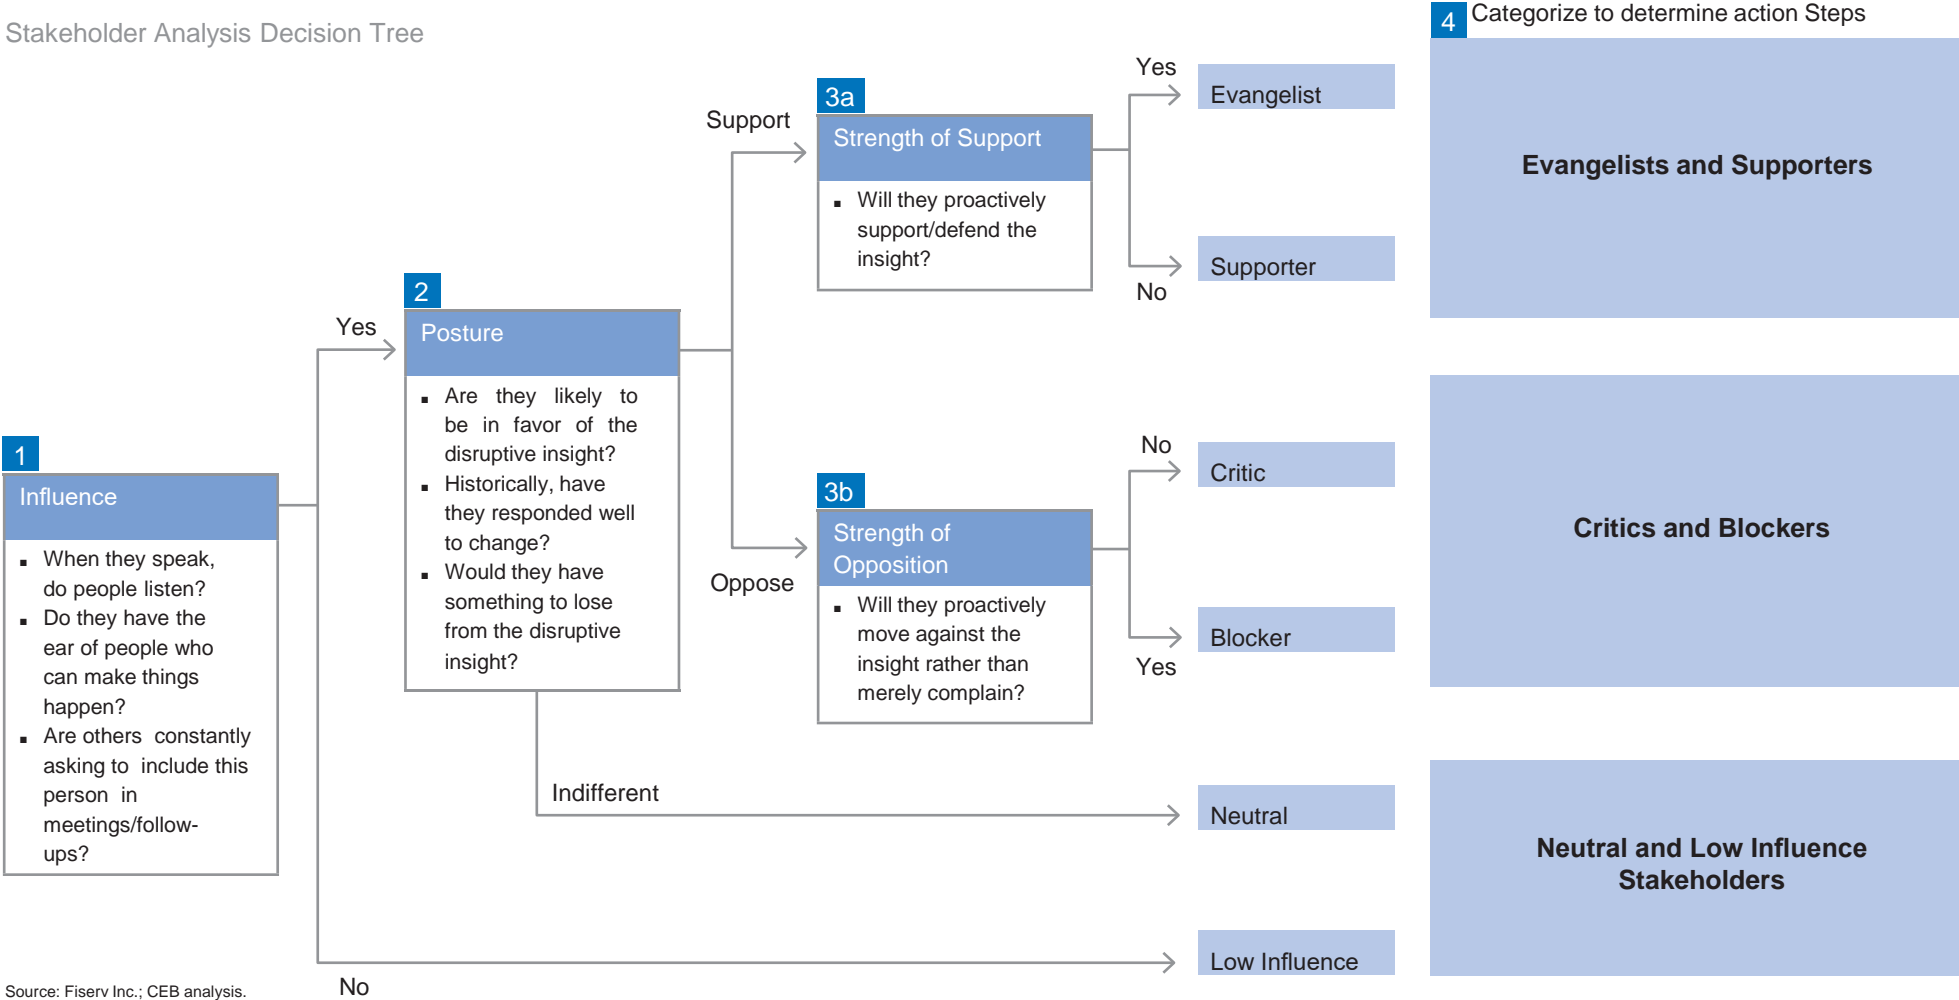 Stakeholder Analysis Decision Tree
4
Categorize to determine action Steps
1
Influence
▪ When they speak,
do people listen?
▪ Do they have the
ear of people who
can make things
happen?
▪ Are others constantly
asking to include this
person in
meetings/follow-
ups?
Yes
No
2
Posture
▪ Are they likely to
be in favor of the
disruptive insight?
▪ Historically, have
they responded well
to change?
▪ Would they have
something to lose
from the disruptive
insight?
Support
Oppose
Indifferent
3a
Strength of Support
▪ Will they proactively
support/defend the
insight?
Yes
Evangelist
Supporter
No
3b
Strength of
Opposition
▪ Will they proactively
move against the
insight rather than
merely complain?
No
Critic
Blocker
Yes
Neutral
Low Influence
Evangelists and Supporters
Critics and Blockers
Neutral and Low Influence
Stakeholders
Source: Fiserv Inc.; CEB analysis.